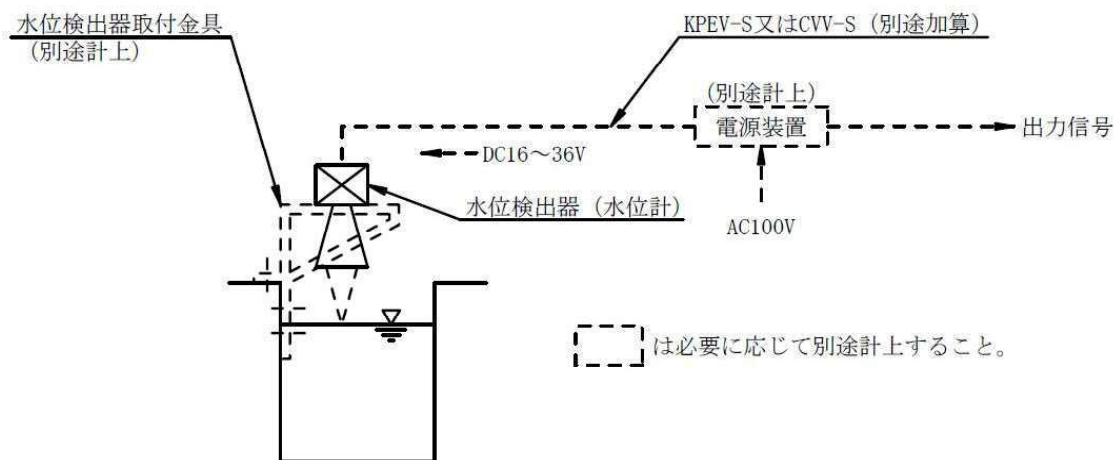 水位検出器取付金具
(別途計上)
KPEV-S又はCVV-S (別途加算)
(別途計上)
電源装置
出力信号
DC16～36V
水位検出器 (水位計)
AC100V
は必要に応じて別途計上すること。